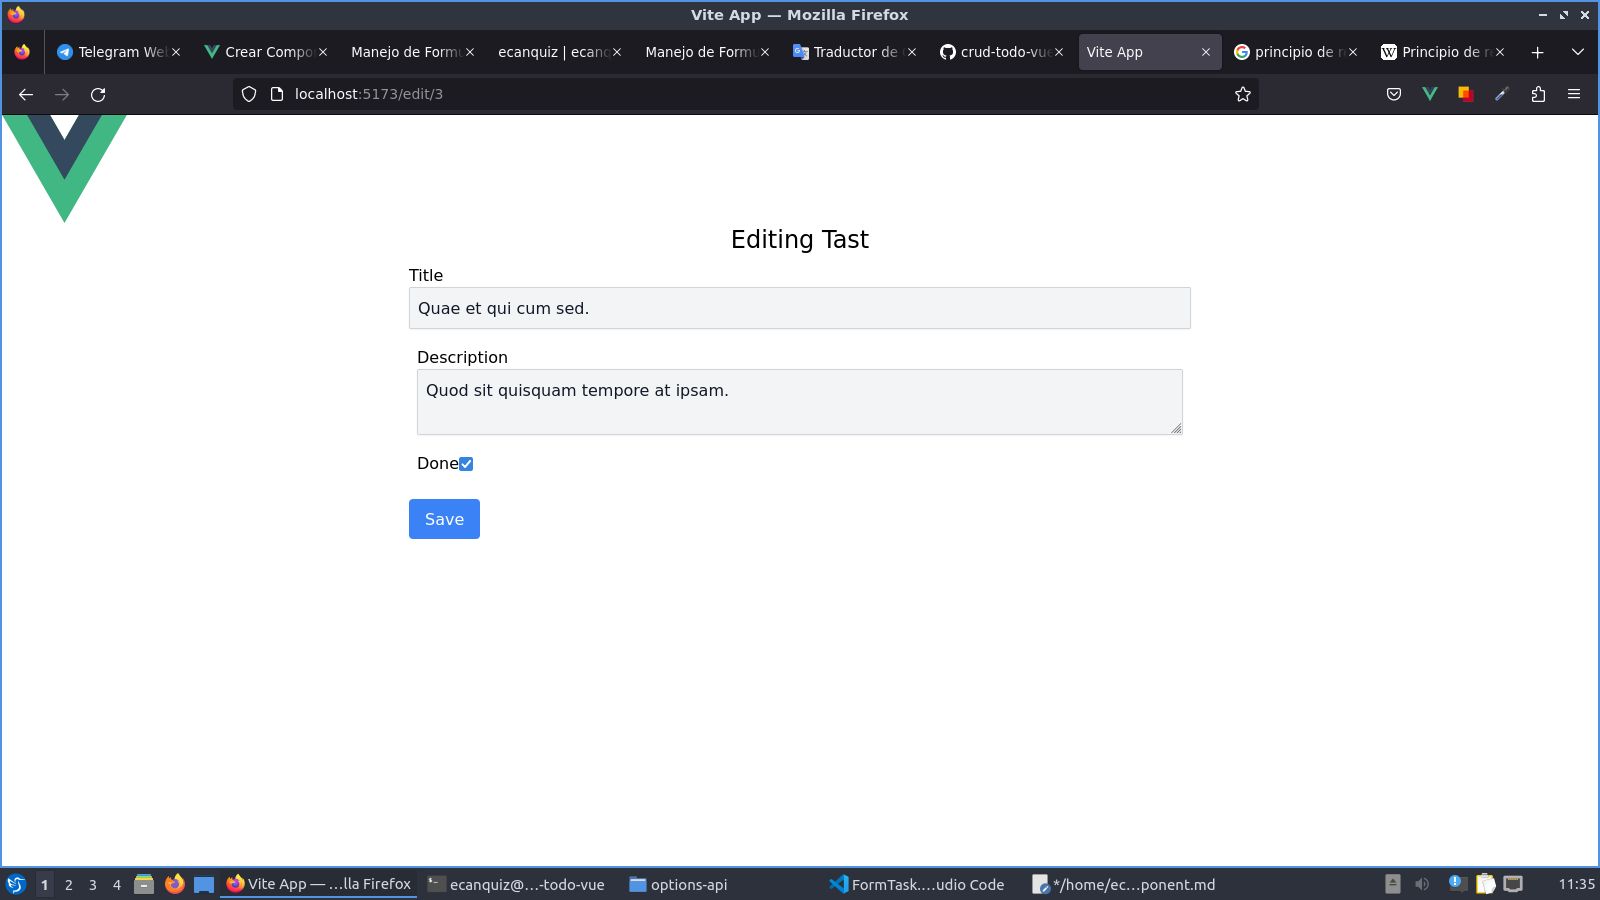 Vite App — Mozilla Firefox
Telegram We
Crear Compo
Manejo de Form
ecanquiz | ecanq
Manejo de Form
Traductor de
crud-todo-vue
Vite App
principio de r
Principio de r
localhost:5173/edit/3
Editing Tast
Title
Quae et qui cum sed.
Description
Quod sit quisquam tempore at ipsam.
Done
Save
1 2 3 4 Vite App — ...lla Firefox ecanquiz@...-todo-vue options-api FormTask....udio Code */home/ec...ponent.md 11:35